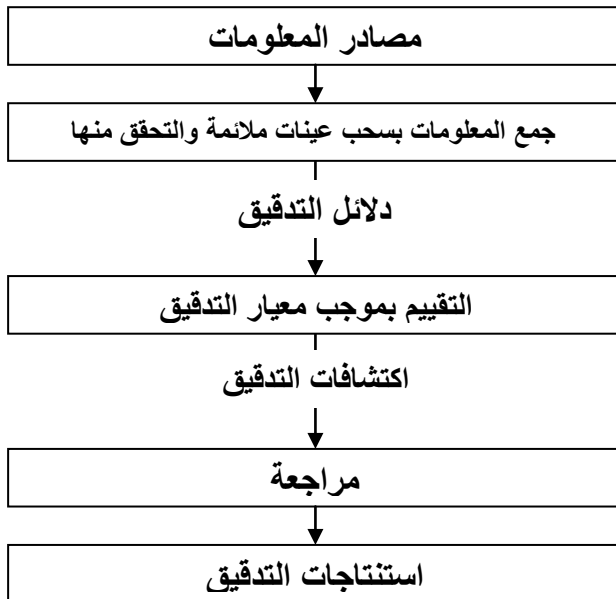 مصادر المعلومات
جمع المعلومات بسحب عينات ملائمة والتحقق منها
دلائل التدقيق
التقييم بموجب معيار التدقيق
اكتشافات التدقيق
مراجعة
استنتاجات التدقيق